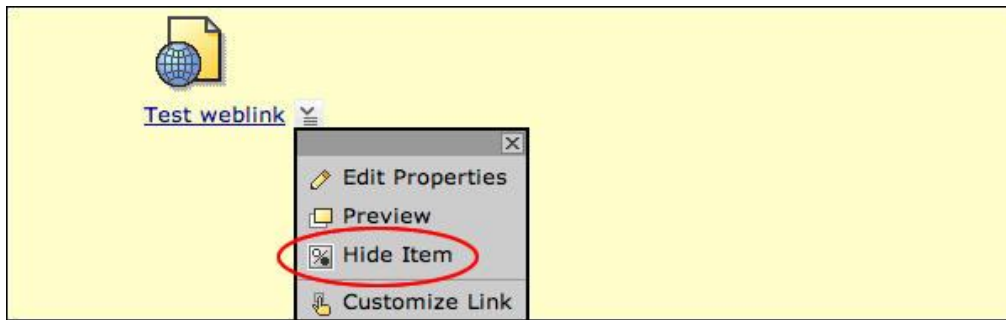 Test weblink
Edit Properties
Preview
Hide Item
Customize Link